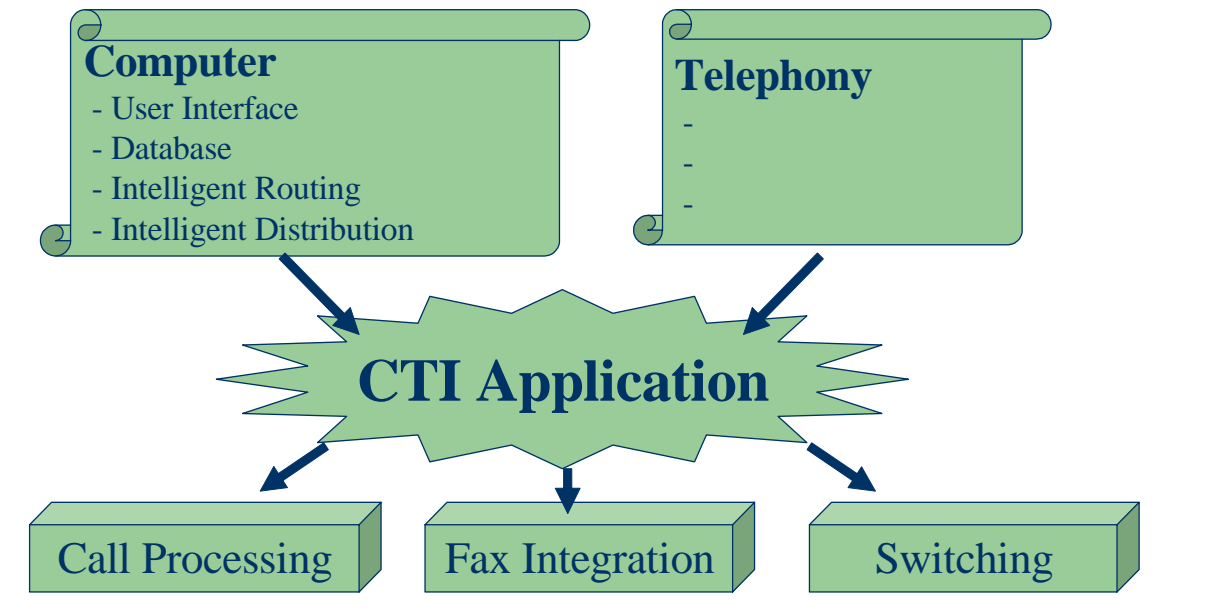 Computer
- User Interface
- Database
- Intelligent Routing
- Intelligent Distribution
Telephony
-
-
-
CTI Application
Call Processing
Fax Integration
Switching